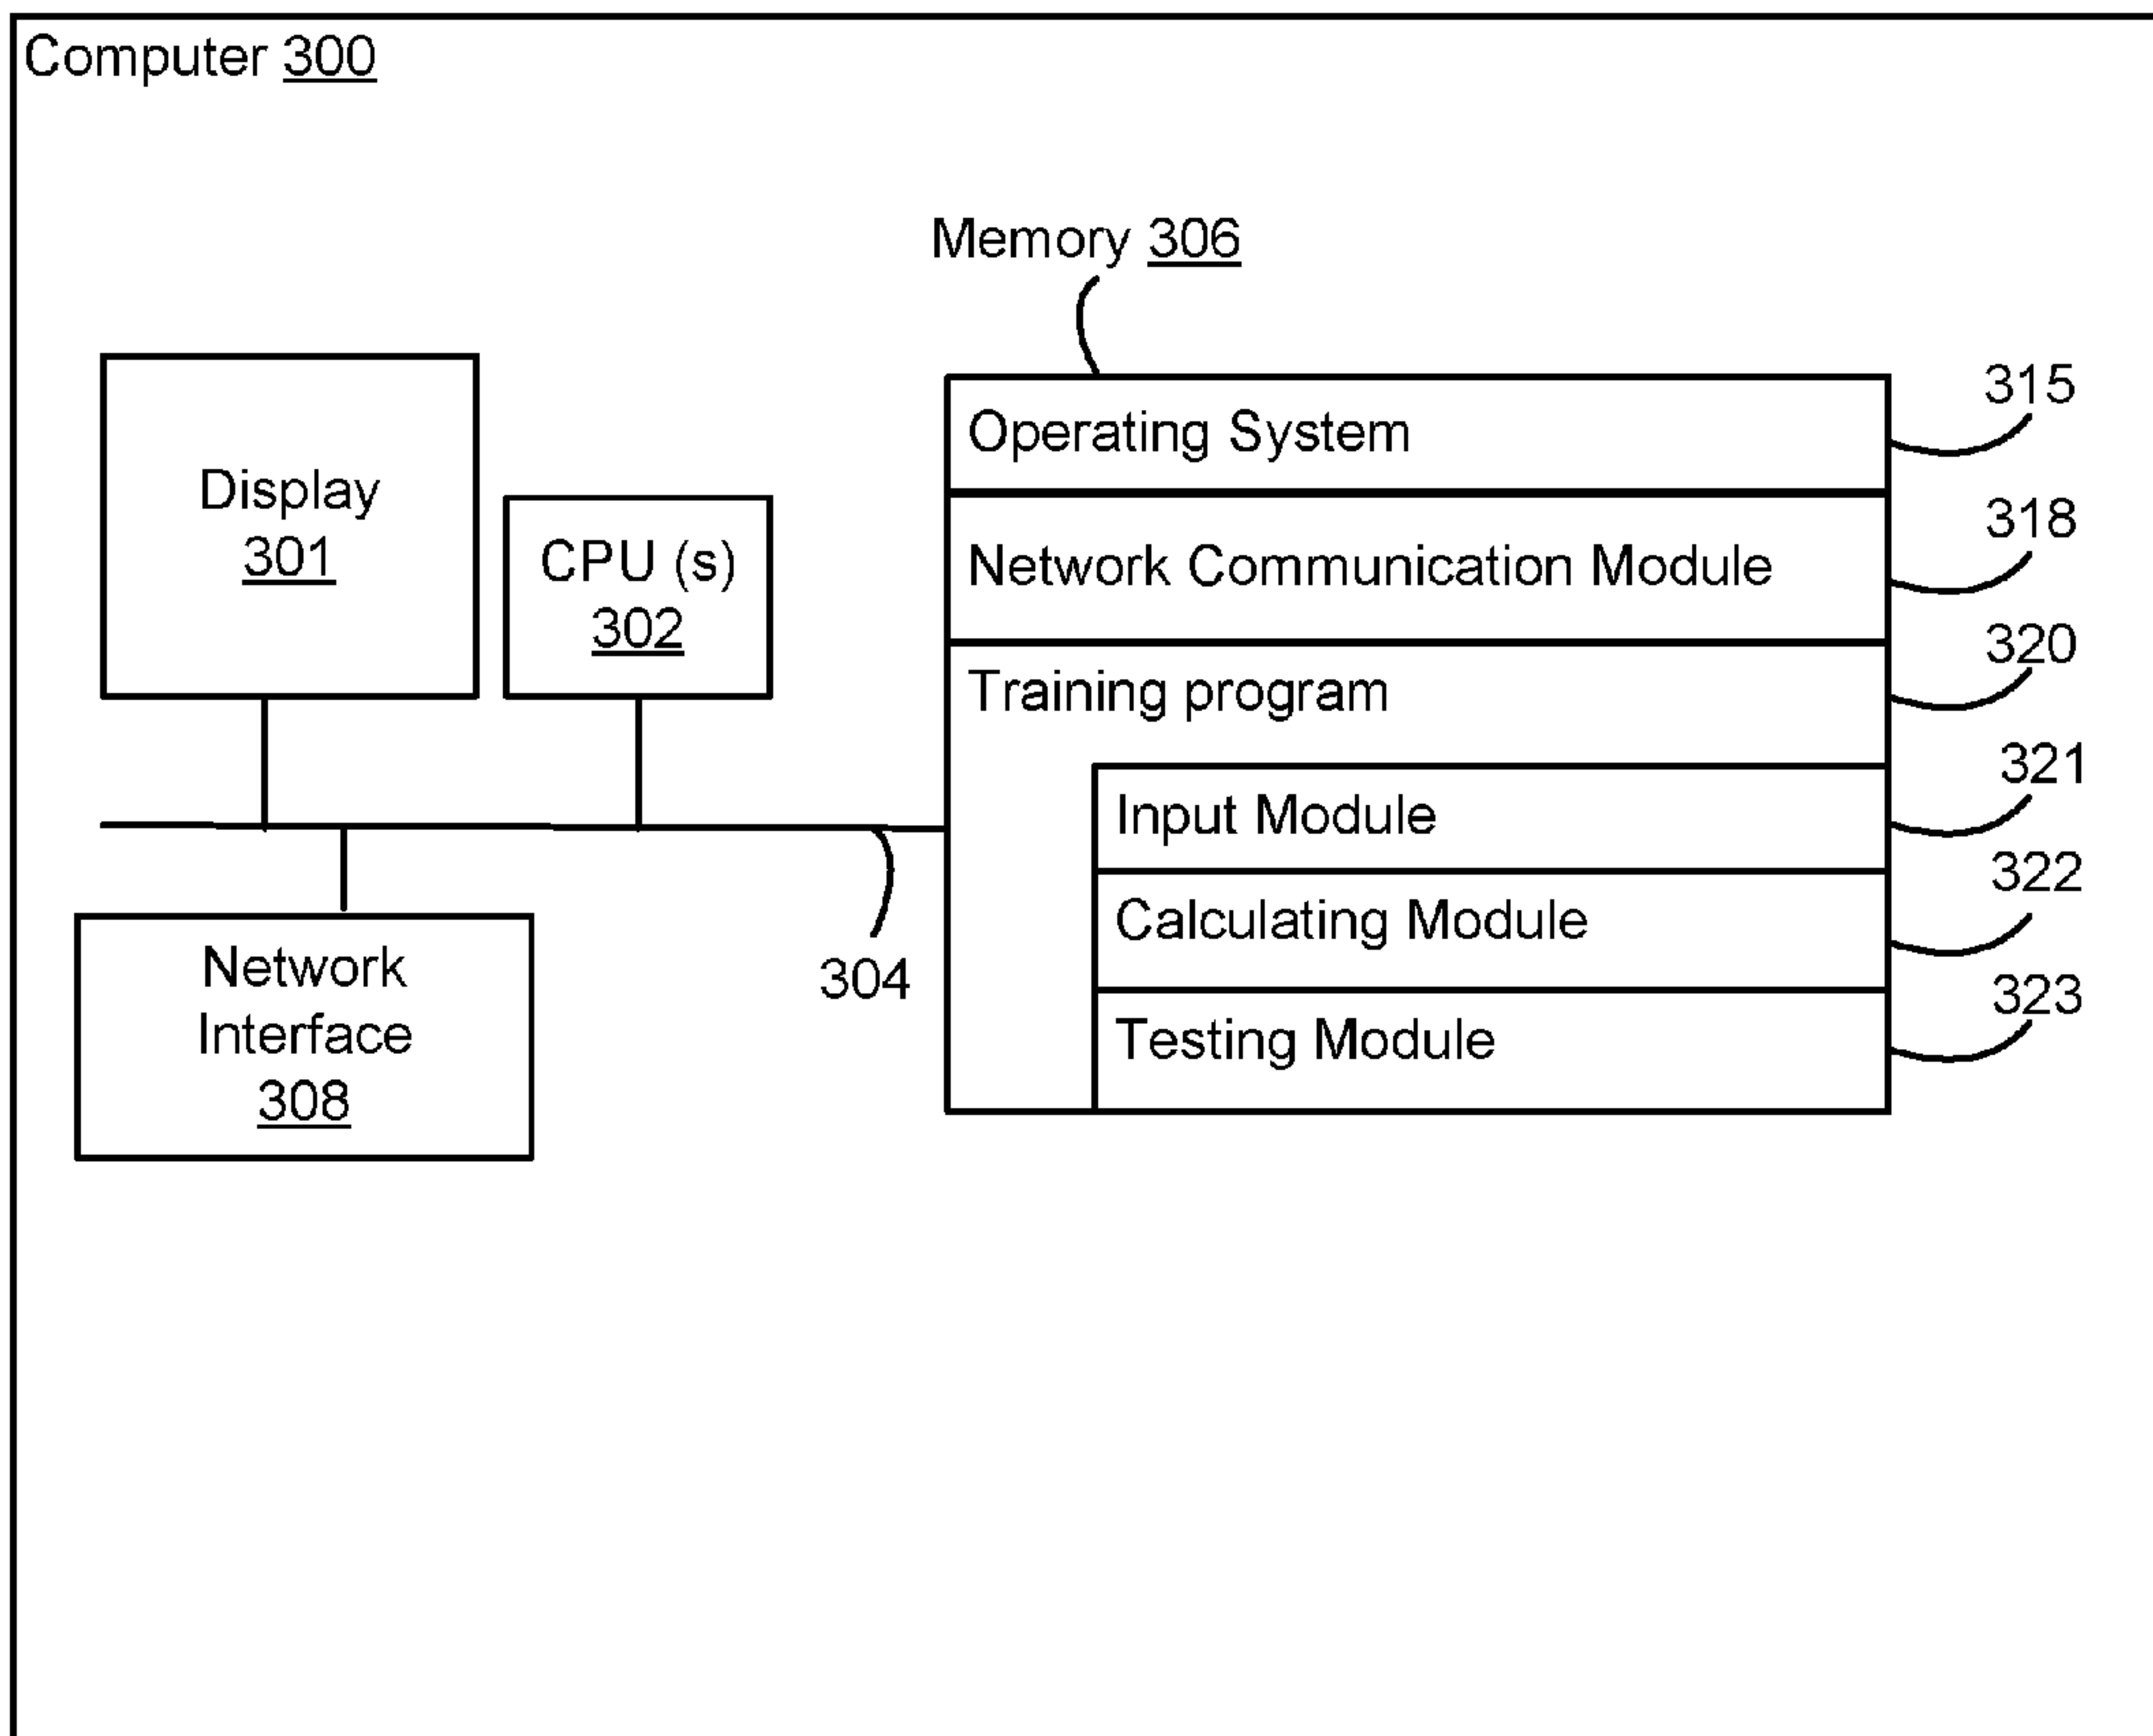 Computer 300
Memory 306
Display
301
CPU (s)
302
Operating System
315
Network Communication Module
318
Training program
320
Input Module
321
Calculating Module
322
Testing Module
323
304
Network
Interface
308